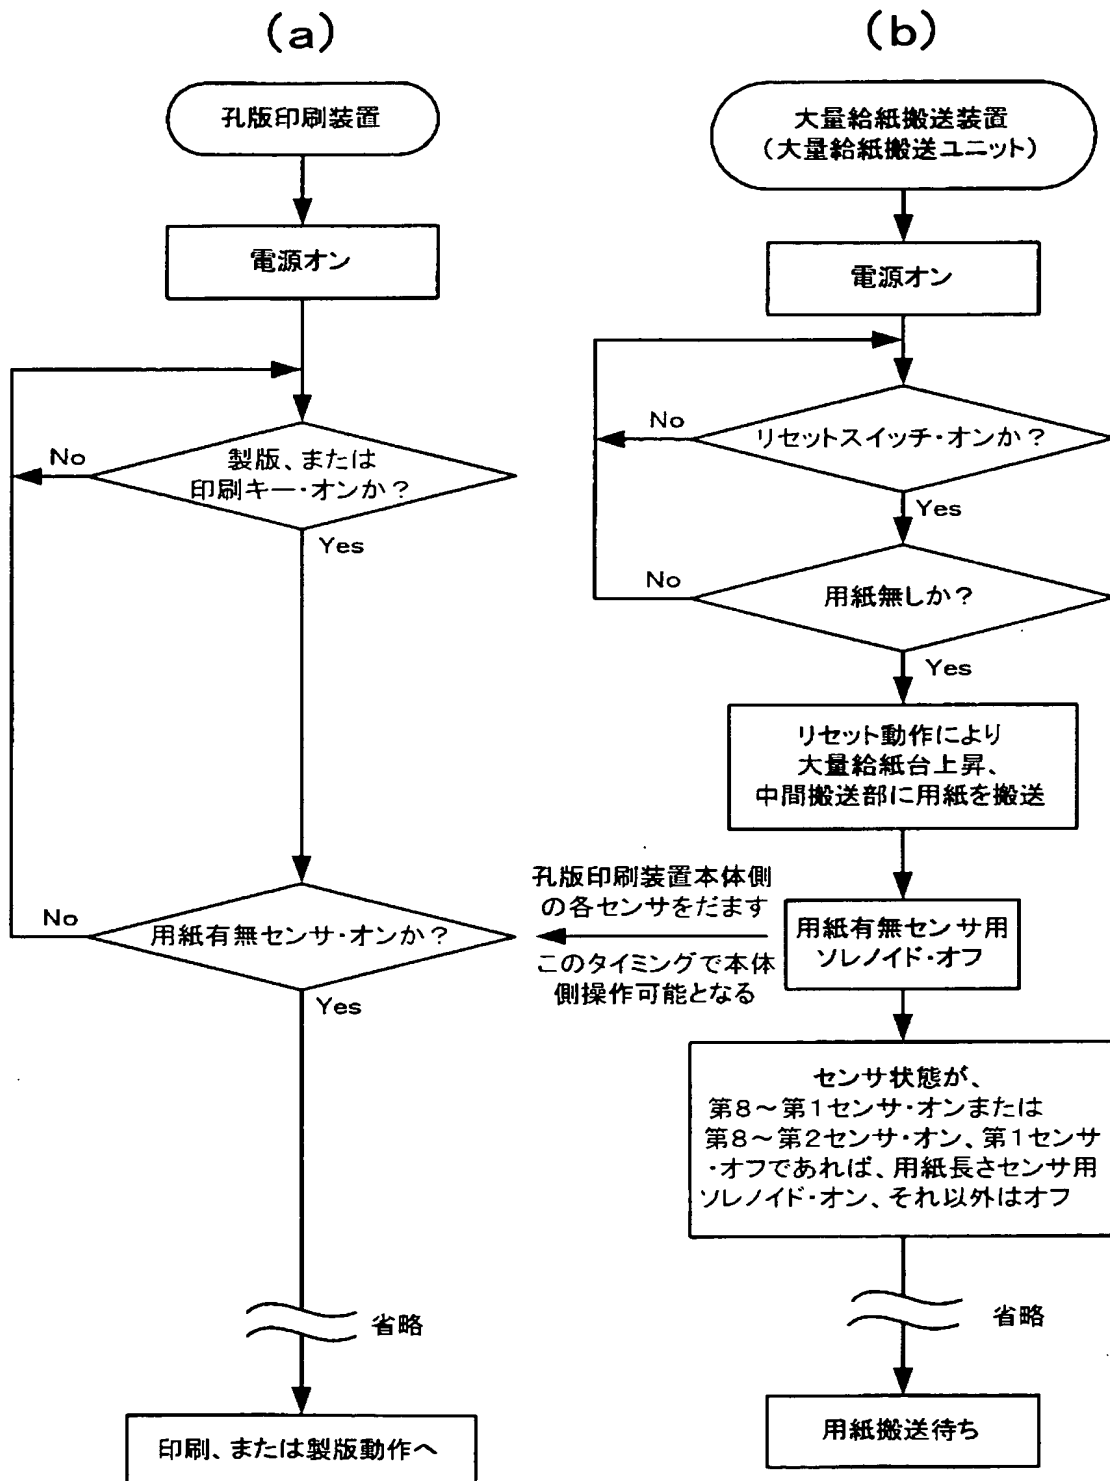 (a)
孔版印刷装置
電源オン
No
製版、または
印刷キー・オンか？
Yes
No
用紙有無センサ・オンか？
Yes
省略
印刷、または製版動作へ
孔版印刷装置本体側
の各センサをだます
このタイミングで本体
側操作可能となる
(b)
大量給紙搬送装置
（大量給紙搬送ユニット）
電源オン
No
リセットスイッチ・オンか？
Yes
No
用紙無しか？
Yes
リセット動作により
大量給紙台上昇、
中間搬送部に用紙を搬送
用紙有無センサ用
ソレノイド・オフ
センサ状態が、
第8～第1センサ・オンまたは
第8～第2センサ・オン、第1センサ
・オフであれば、用紙長さセンサ用
ソレノイド・オン、それ以外はオフ
省略
用紙搬送待ち